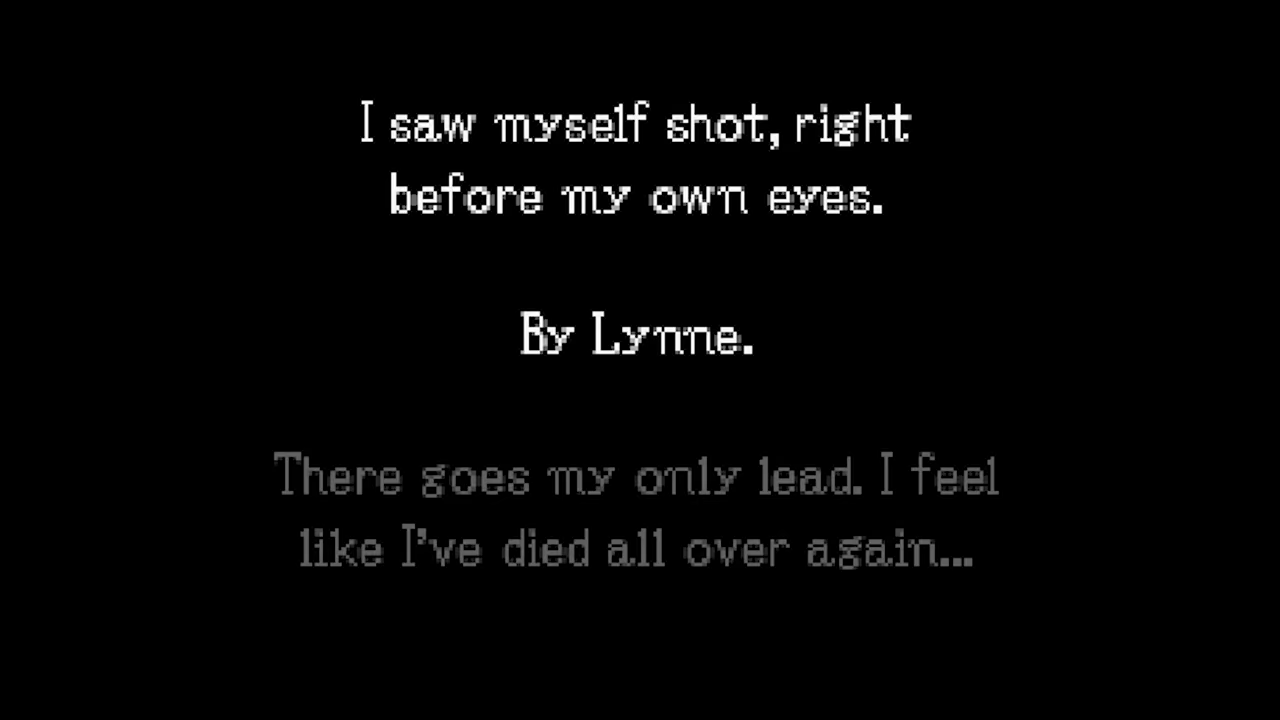 I saw myself shot, right
before my own eyes.
By Lynne.
There goes my only lead. I feel
like I've died all over again...